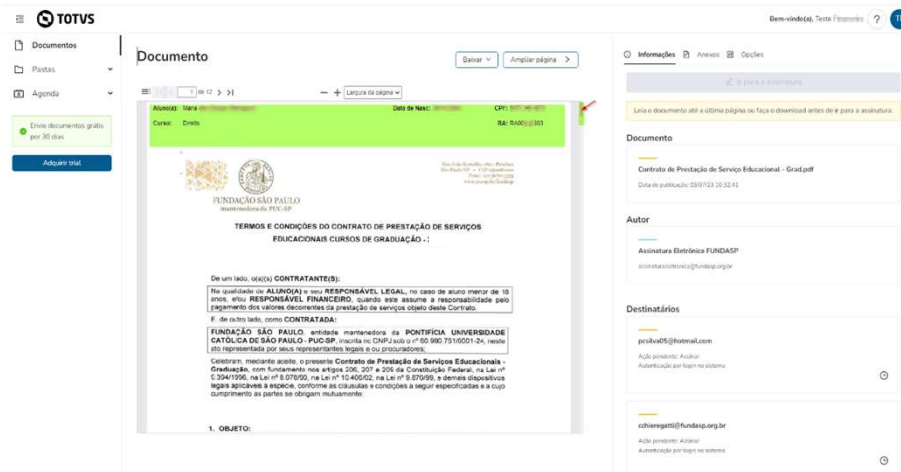 TOTVS
Bem-vindo(a), Teste
?
Documentos
Pastas
Agenda
Envie documentos grátis
por 30 dias
Adquirir trial
Documento
Baixar
Ampliar página
1 de 12
Largura da página
Aluno(a): Maria
Data de Nasc:
CPF:
Curso: Direito
RA: RA00 303
FUNDAÇÃO SÃO PAULO
mantenedora da PUC-SP
TERMOS E CONDIÇÕES DO CONTRATO DE PRESTAÇÃO DE SERVIÇOS
EDUCACIONAIS CURSOS DE GRADUAÇÃO - :
De um lado, o(a)(s) CONTRATANTE(S):
Na qualidade de ALUNO(A) e seu RESPONSÁVEL LEGAL, no caso de aluno menor de 18
anos, e/ou RESPONSÁVEL FINANCEIRO, quando este assume a responsabilidade pelo
pagamento dos valores decorrentes da prestação de serviços objeto deste Contrato.
E de outro lado, como CONTRATADA:
FUNDAÇÃO SÃO PAULO, entidade mantenedora da PONTIFÍCIA UNIVERSIDADE
CATÓLICA DE SÃO PAULO - PUC-SP, inscrita no CNPJ sob o nº 60.990.751/0001-24, neste
ato representada por seus representantes legais e ou procuradores;
Celebram, mediante aceite, o presente Contrato de Prestação de Serviços Educacionais -
Graduação, com fundamento nos artigos 206, 207 e 209 da Constituição Federal, na Lei nº
9.394/1996, na Lei nº 8.078/90, na Lei nº 10.406/02, na Lei nº 9.870/99, e demais dispositivos
legais aplicáveis a espécie, conforme as cláusulas e condições a seguir especificadas e a cujo
cumprimento as partes se obrigam mutuamente:
1. OBJETO:
Informações
Anexos
Opções
Ir para a assinatura
Leia o documento até a última página ou faça o download antes de ir para a assinatura.
Documento
Contrato de Prestação de Serviço Educacional - Grad.pdf
Data de publicação: 03/07/23 10:32:41
Autor
Assinatura Eletrônica FUNDASP
assinaturaeletronica@fundasp.org.br
Destinatários
pcsilva05@hotmail.com
Ação pendente: Assinar
Autenticação por login no sistema
cchieregatti@fundasp.org.br
Ação pendente: Assinar
Autenticação por login no sistema